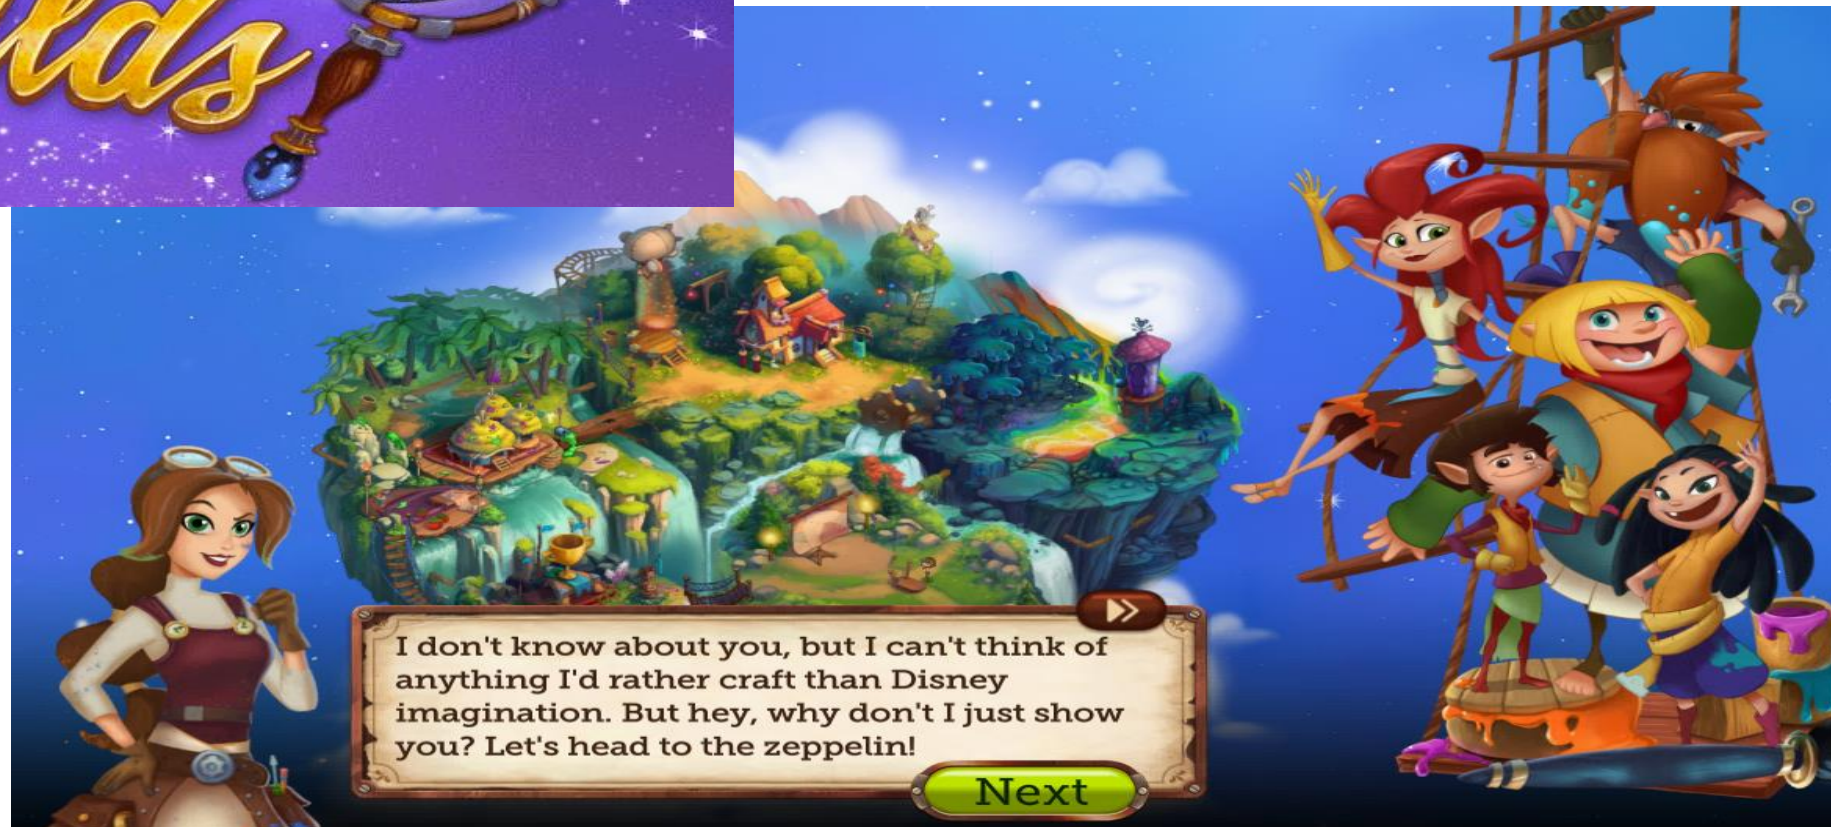 I don't know about you, but I can't think of
anything I'd rather craft than Disney
imagination. But hey, why don't I just show
you? Let's head to the zeppelin!
Next